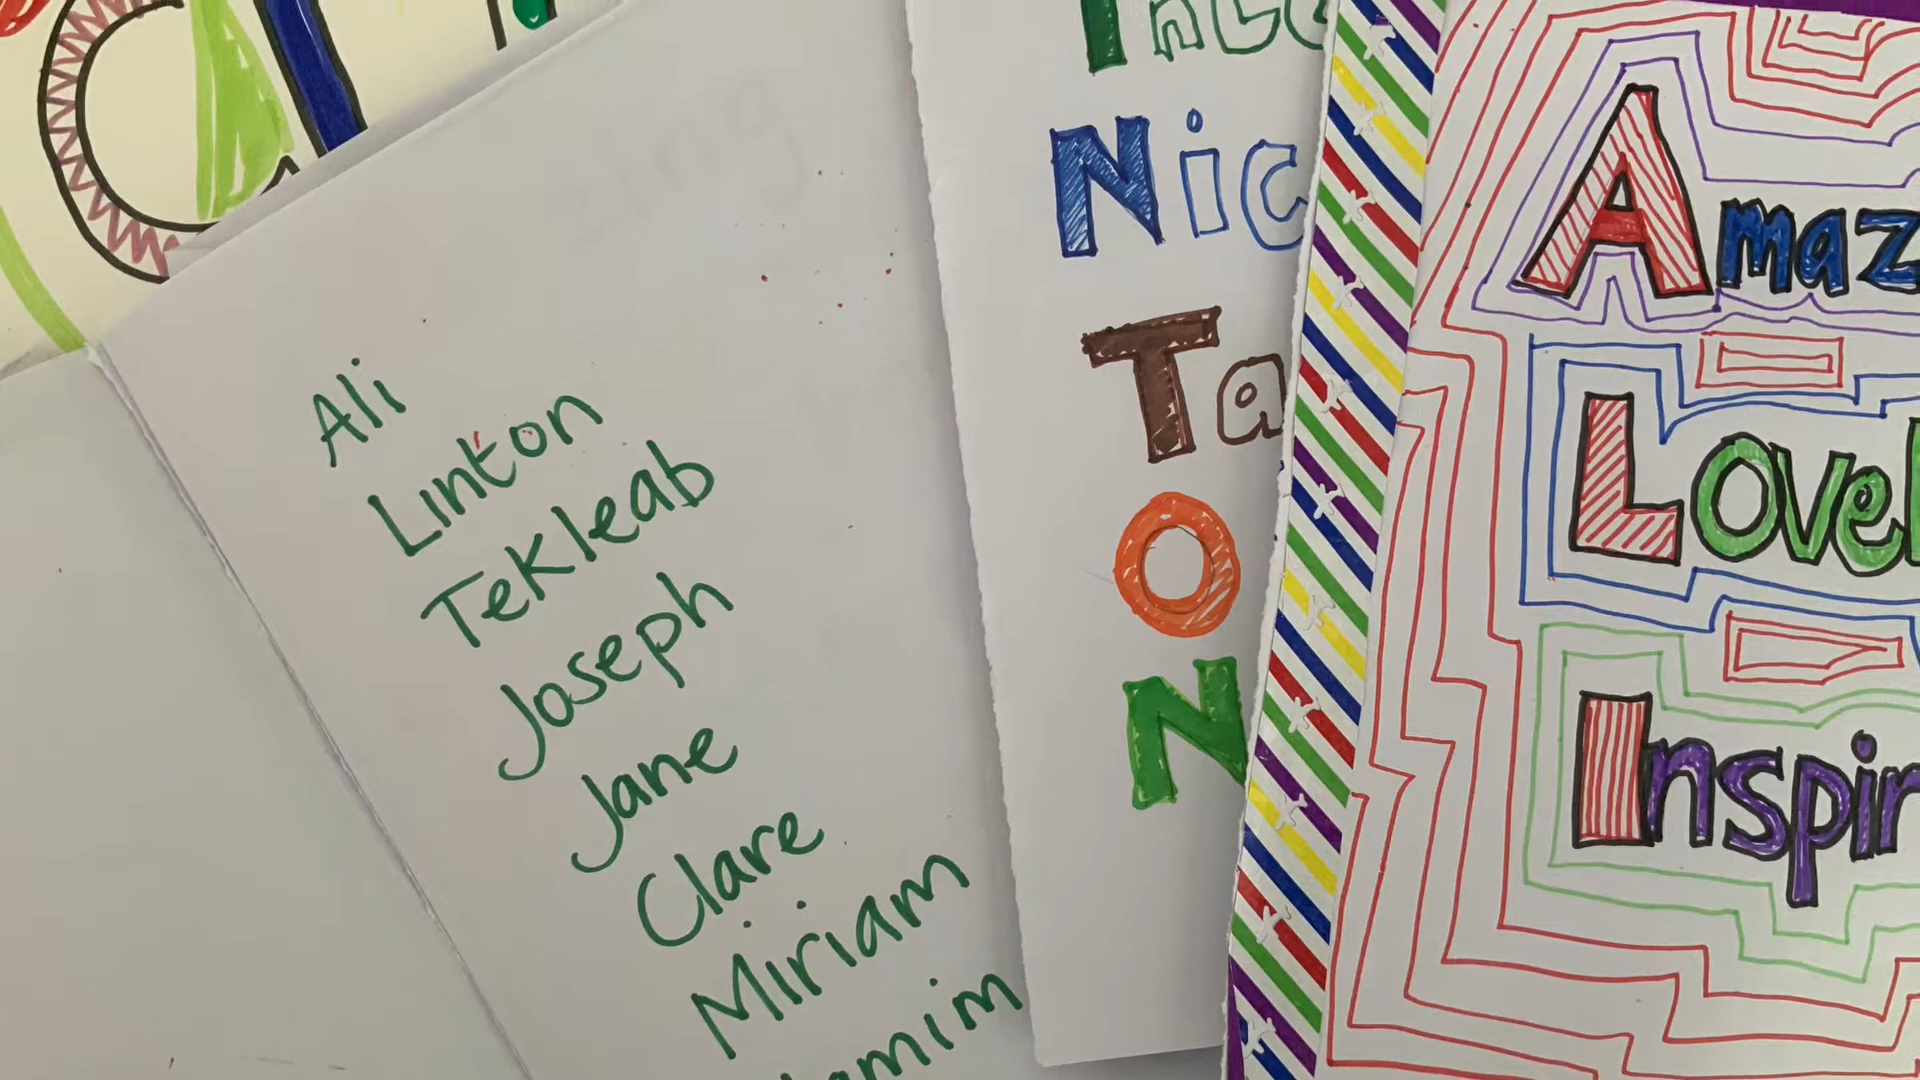 Ali
Linton
Tekleab
Joseph
Jane
Clare
Miriam
Nic
Ta
O
N
Amaz
Lovel
Inspir